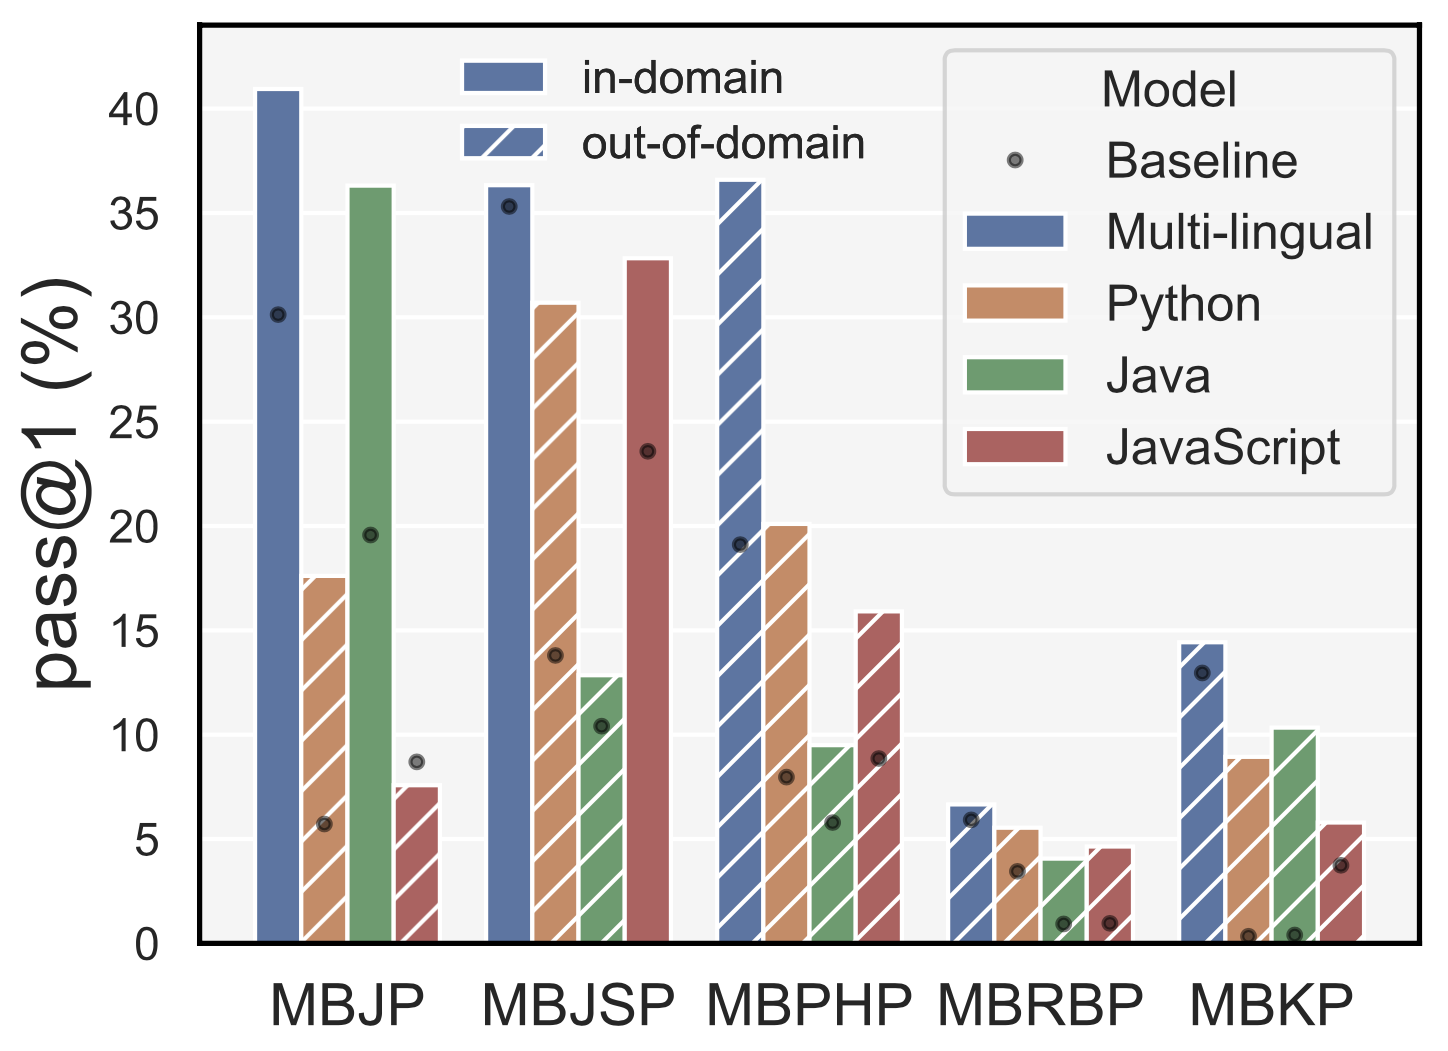 in-domain
out-of-domain
Model
Baseline
Multi-lingual
Python
Java
JavaScript
pass@1 (%)
40
35
30
25
20
15
10
5
0
MBJP MBJSP MBPHP MBRBP MBKP